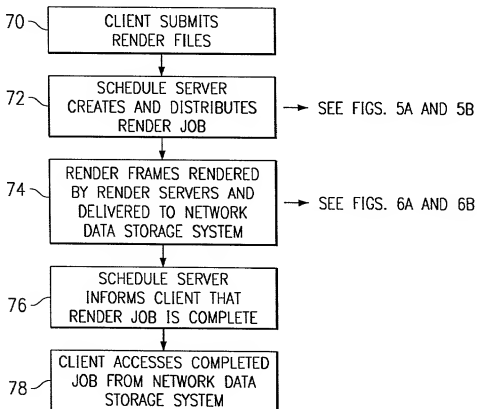 70
CLIENT SUBMITS
RENDER FILES
72
SCHEDULE SERVER
CREATES AND DISTRIBUTES
RENDER JOB
SEE FIGS. 5A AND 5B
74
RENDER FRAMES RENDERED
BY RENDER SERVERS AND
DELIVERED TO NETWORK
DATA STORAGE SYSTEM
SEE FIGS. 6A AND 6B
76
SCHEDULE SERVER
INFORMS CLIENT THAT
RENDER JOB IS COMPLETE
78
CLIENT ACCESSES COMPLETED
JOB FROM NETWORK DATA
STORAGE SYSTEM